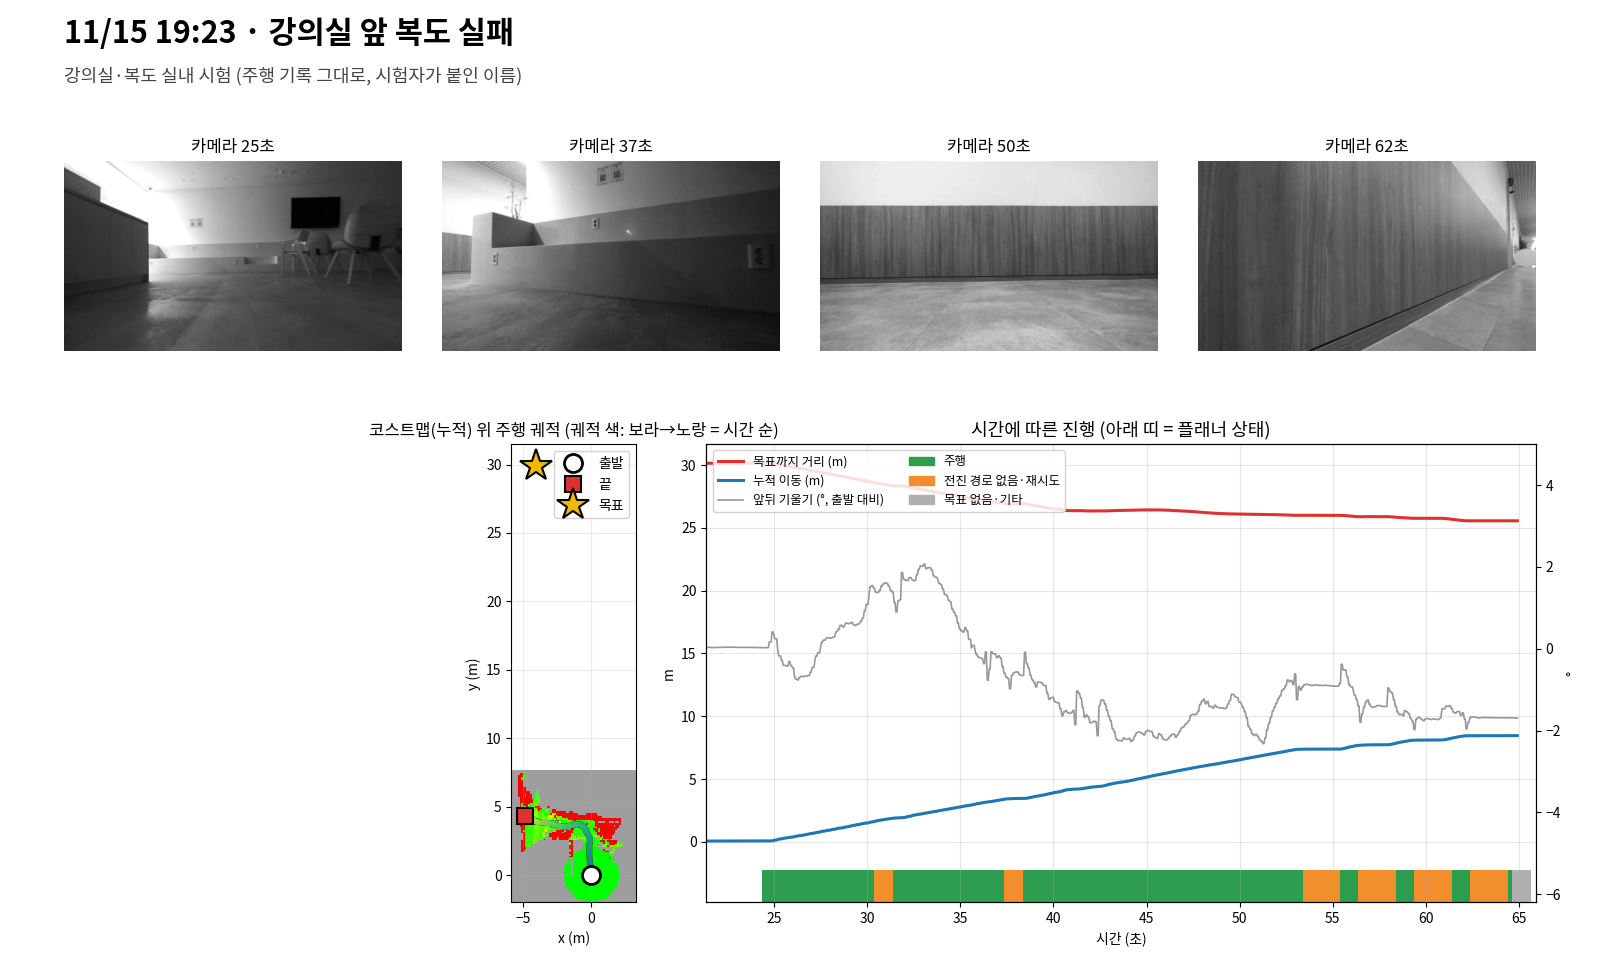 11/15 19:23 · 강의실 앞 복도 실패
강의실·복도 실내 시험 (주행 기록 그대로, 시험자가 붙인 이름)
카메라 25초
카메라 37초
카메라 50초
카메라 62초
코스트맵(누적) 위 주행 궤적 (궤적 색: 보라→노랑 = 시간 순)
출발
끝
목표
30
25
20
15
10
5
0
y (m)
−5
0
x (m)
시간에 따른 진행 (아래 띠 = 플래너 상태)
목표까지 거리 (m)
누적 이동 (m)
앞뒤 기울기 (°, 출발 대비)
주행
전진 경로 없음·재시도
목표 없음·기타
30
25
20
15
10
5
0
m
4
2
0
−2
−4
−6
°
25
30
35
40
45
50
55
60
65
시간 (초)